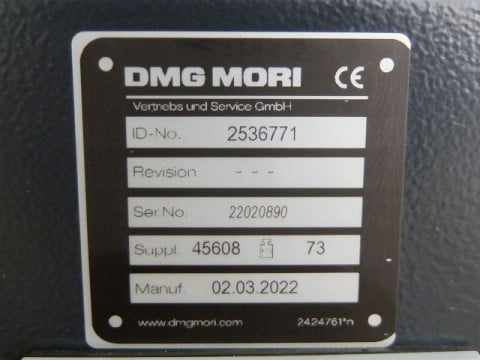 DMG MORI CE
Vertriebs und Service GmbH
ID-No. 2536771
Revision - - -
Ser.No. 22020890
Suppl. 45608 73
Manuf. 02.03.2022
www.dmgmori.com 2424761*n